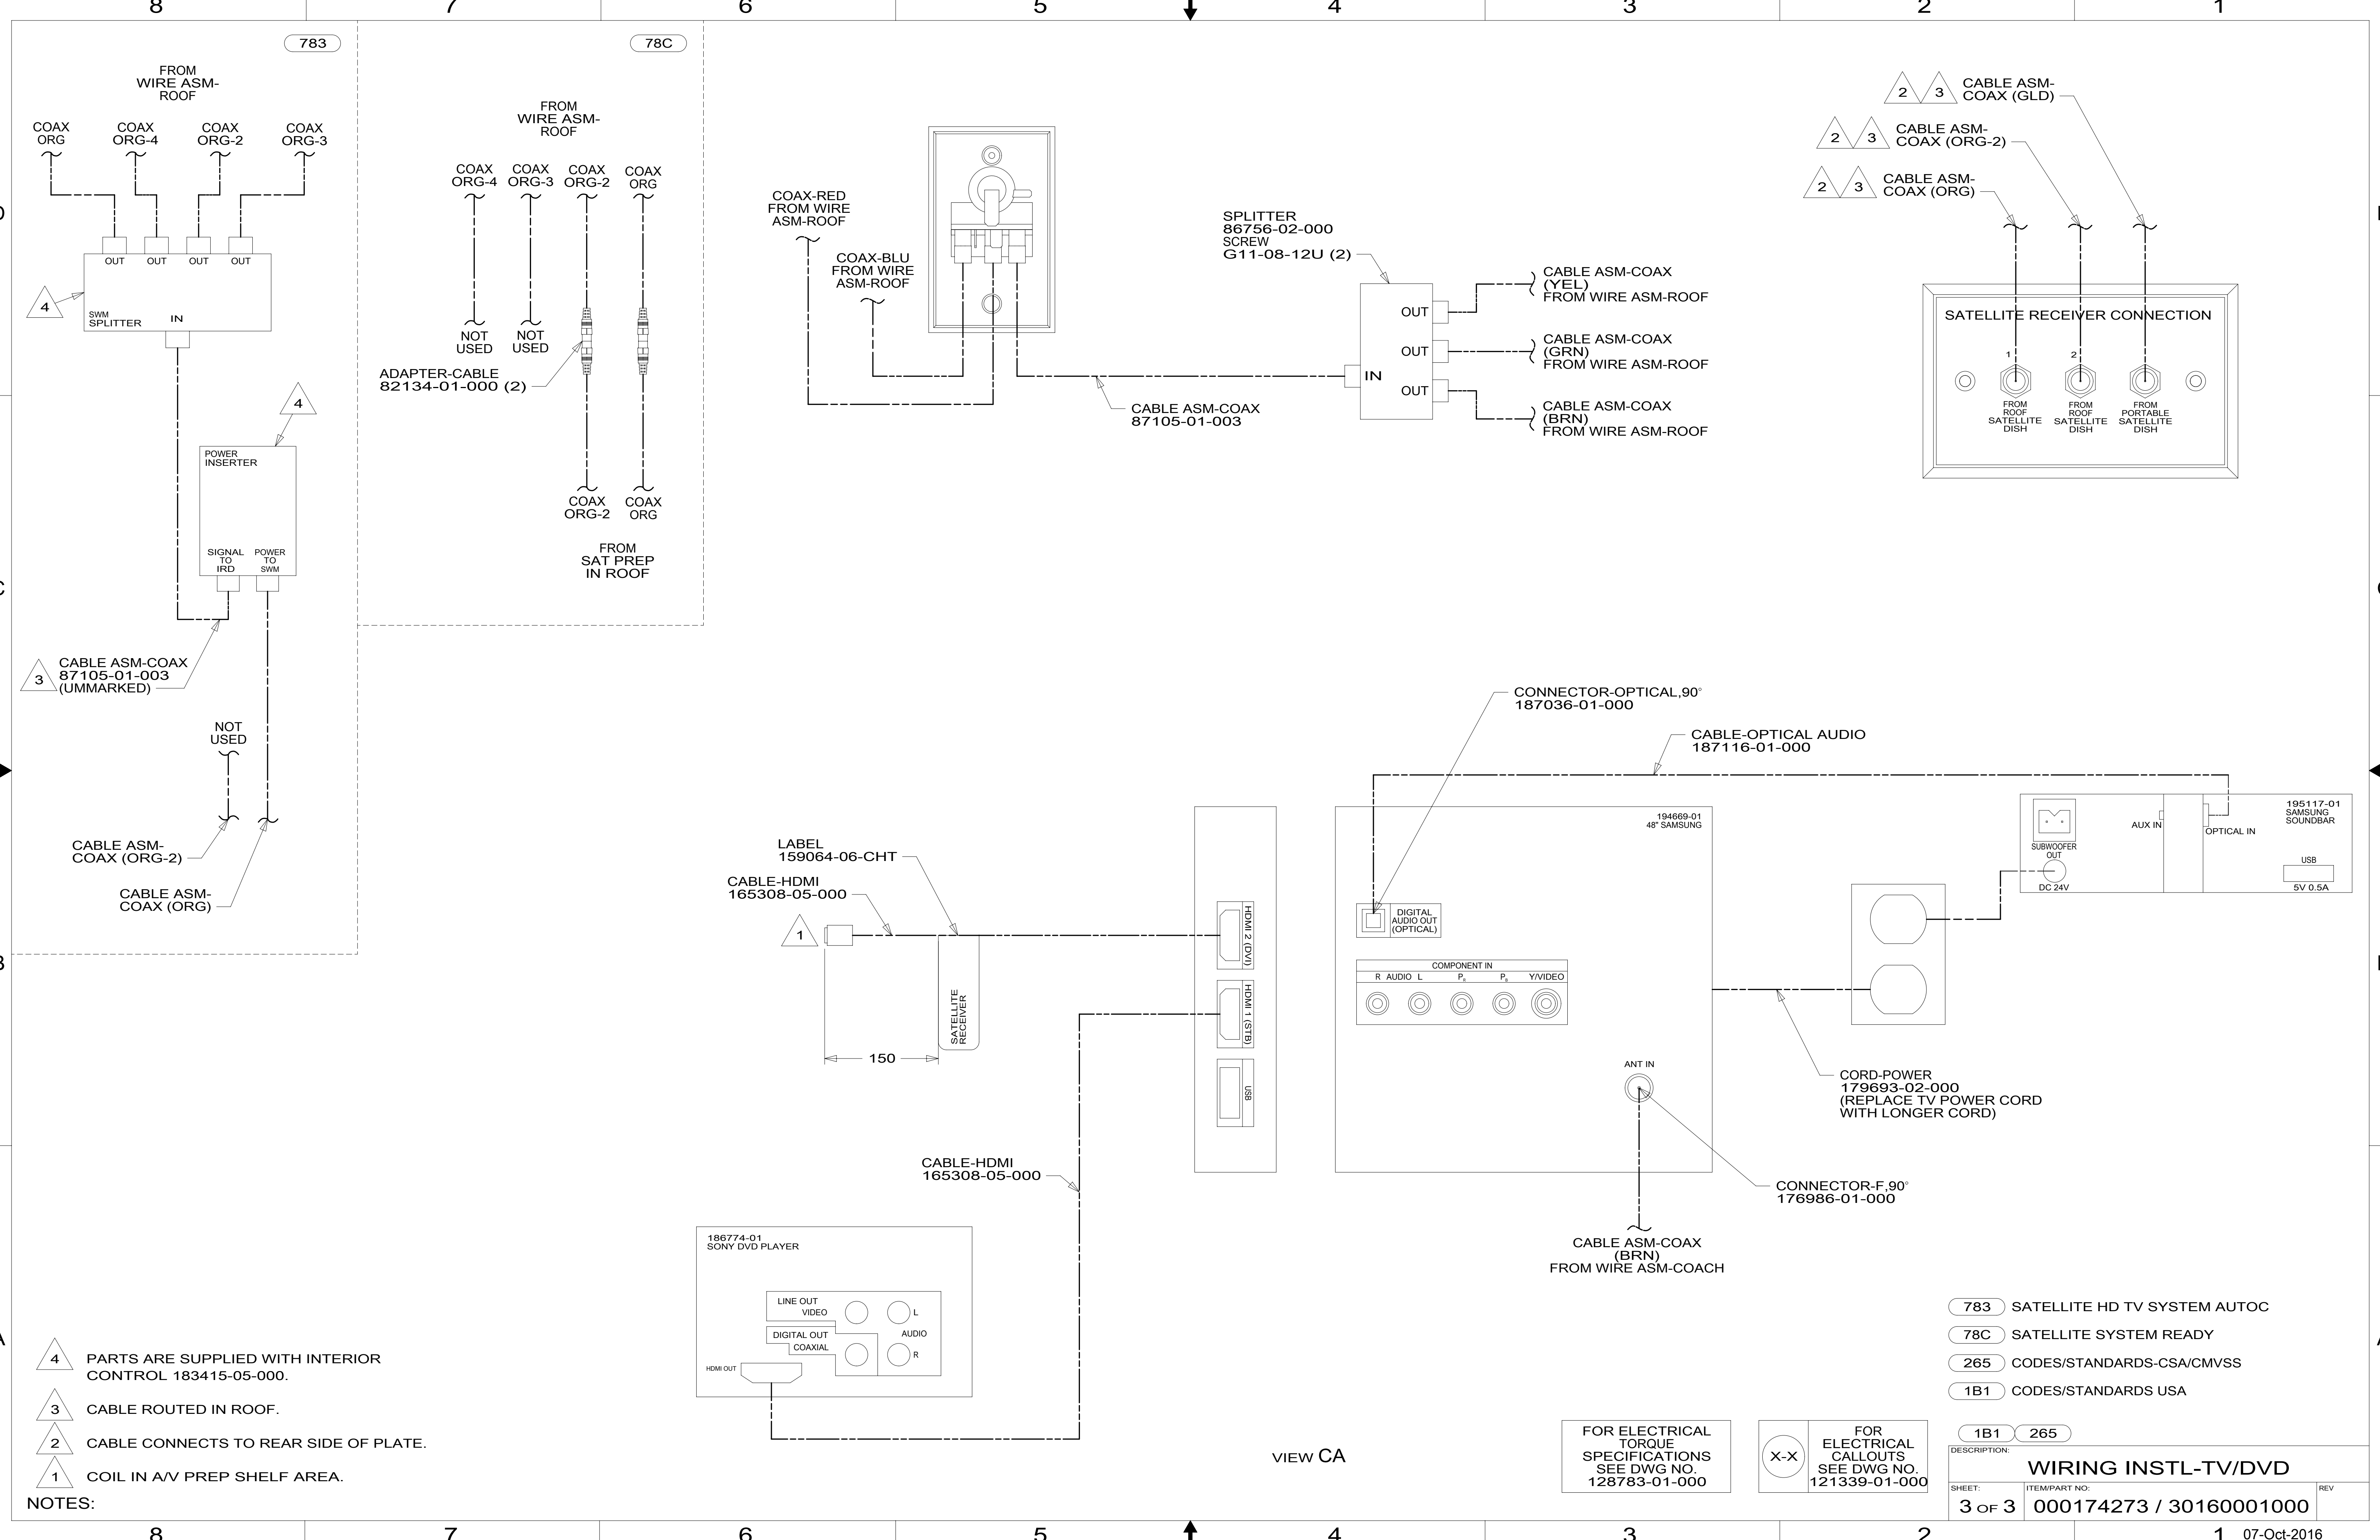 8 7 6 5 4 3 2 1
783
FROM
WIRE ASM-
ROOF
COAX
ORG
COAX
ORG-4
COAX
ORG-2
COAX
ORG-3
OUT OUT OUT OUT
4
SWM
SPLITTER
IN
4
POWER
INSERTER
SIGNAL
TO
IRD
POWER
TO
SWM
3
CABLE ASM-COAX
87105-01-003
(UMMARKED)
NOT
USED
CABLE ASM-
COAX (ORG-2)
CABLE ASM-
COAX (ORG)
78C
FROM
WIRE ASM-
ROOF
COAX
ORG-4
COAX
ORG-3
COAX
ORG-2
COAX
ORG
NOT
USED
NOT
USED
ADAPTER-CABLE
82134-01-000 (2)
COAX
ORG-2
COAX
ORG
FROM
SAT PREP
IN ROOF
COAX-RED
FROM WIRE
ASM-ROOF
COAX-BLU
FROM WIRE
ASM-ROOF
CABLE ASM-COAX
87105-01-003
SPLITTER
86756-02-000
SCREW
G11-08-12U (2)
IN
OUT
OUT
OUT
CABLE ASM-COAX
(YEL)
FROM WIRE ASM-ROOF
CABLE ASM-COAX
(GRN)
FROM WIRE ASM-ROOF
CABLE ASM-COAX
(BRN)
FROM WIRE ASM-ROOF
2 3
CABLE ASM-
COAX (GLD)
2 3
CABLE ASM-
COAX (ORG-2)
2 3
CABLE ASM-
COAX (ORG)
SATELLITE RECEIVER CONNECTION
1 2
FROM
ROOF
SATELLITE
DISH
FROM
ROOF
SATELLITE
DISH
FROM
PORTABLE
SATELLITE
DISH
CONNECTOR-OPTICAL,90°
187036-01-000
CABLE-OPTICAL AUDIO
187116-01-000
LABEL
159064-06-CHT
CABLE-HDMI
165308-05-000
1
SATELLITE
RECEIVER
150
HDMI 2 (DVI)
HDMI 1 (STB)
USB
CABLE-HDMI
165308-05-000
194669-01
48" SAMSUNG
DIGITAL
AUDIO OUT
(OPTICAL)
COMPONENT IN
R AUDIO L
Y/VIDEO
ANT IN
195117-01
SAMSUNG
SOUNDBAR
AUX IN
OPTICAL IN
SUBWOOFER
OUT
DC 24V
USB
5V 0.5A
CORD-POWER
179693-02-000
(REPLACE TV POWER CORD
WITH LONGER CORD)
CONNECTOR-F,90°
176986-01-000
CABLE ASM-COAX
(BRN)
FROM WIRE ASM-COACH
186774-01
SONY DVD PLAYER
LINE OUT
VIDEO
L
DIGITAL OUT
COAXIAL
AUDIO
R
HDMI OUT
VIEW CA
783 SATELLITE HD TV SYSTEM AUTOC
78C SATELLITE SYSTEM READY
265 CODES/STANDARDS-CSA/CMVSS
1B1 CODES/STANDARDS USA
4 PARTS ARE SUPPLIED WITH INTERIOR
CONTROL 183415-05-000.
3 CABLE ROUTED IN ROOF.
2 CABLE CONNECTS TO REAR SIDE OF PLATE.
1 COIL IN A/V PREP SHELF AREA.
NOTES:
FOR ELECTRICAL
TORQUE
SPECIFICATIONS
SEE DWG NO.
128783-01-000
X-X
FOR
ELECTRICAL
CALLOUTS
SEE DWG NO.
121339-01-000
1B1 265
DESCRIPTION:
WIRING INSTL-TV/DVD
SHEET:
3 OF 3
ITEM/PART NO:
000174273 / 30160001000
REV
8 7 6 5 4 3 2 1
07-Oct-2016